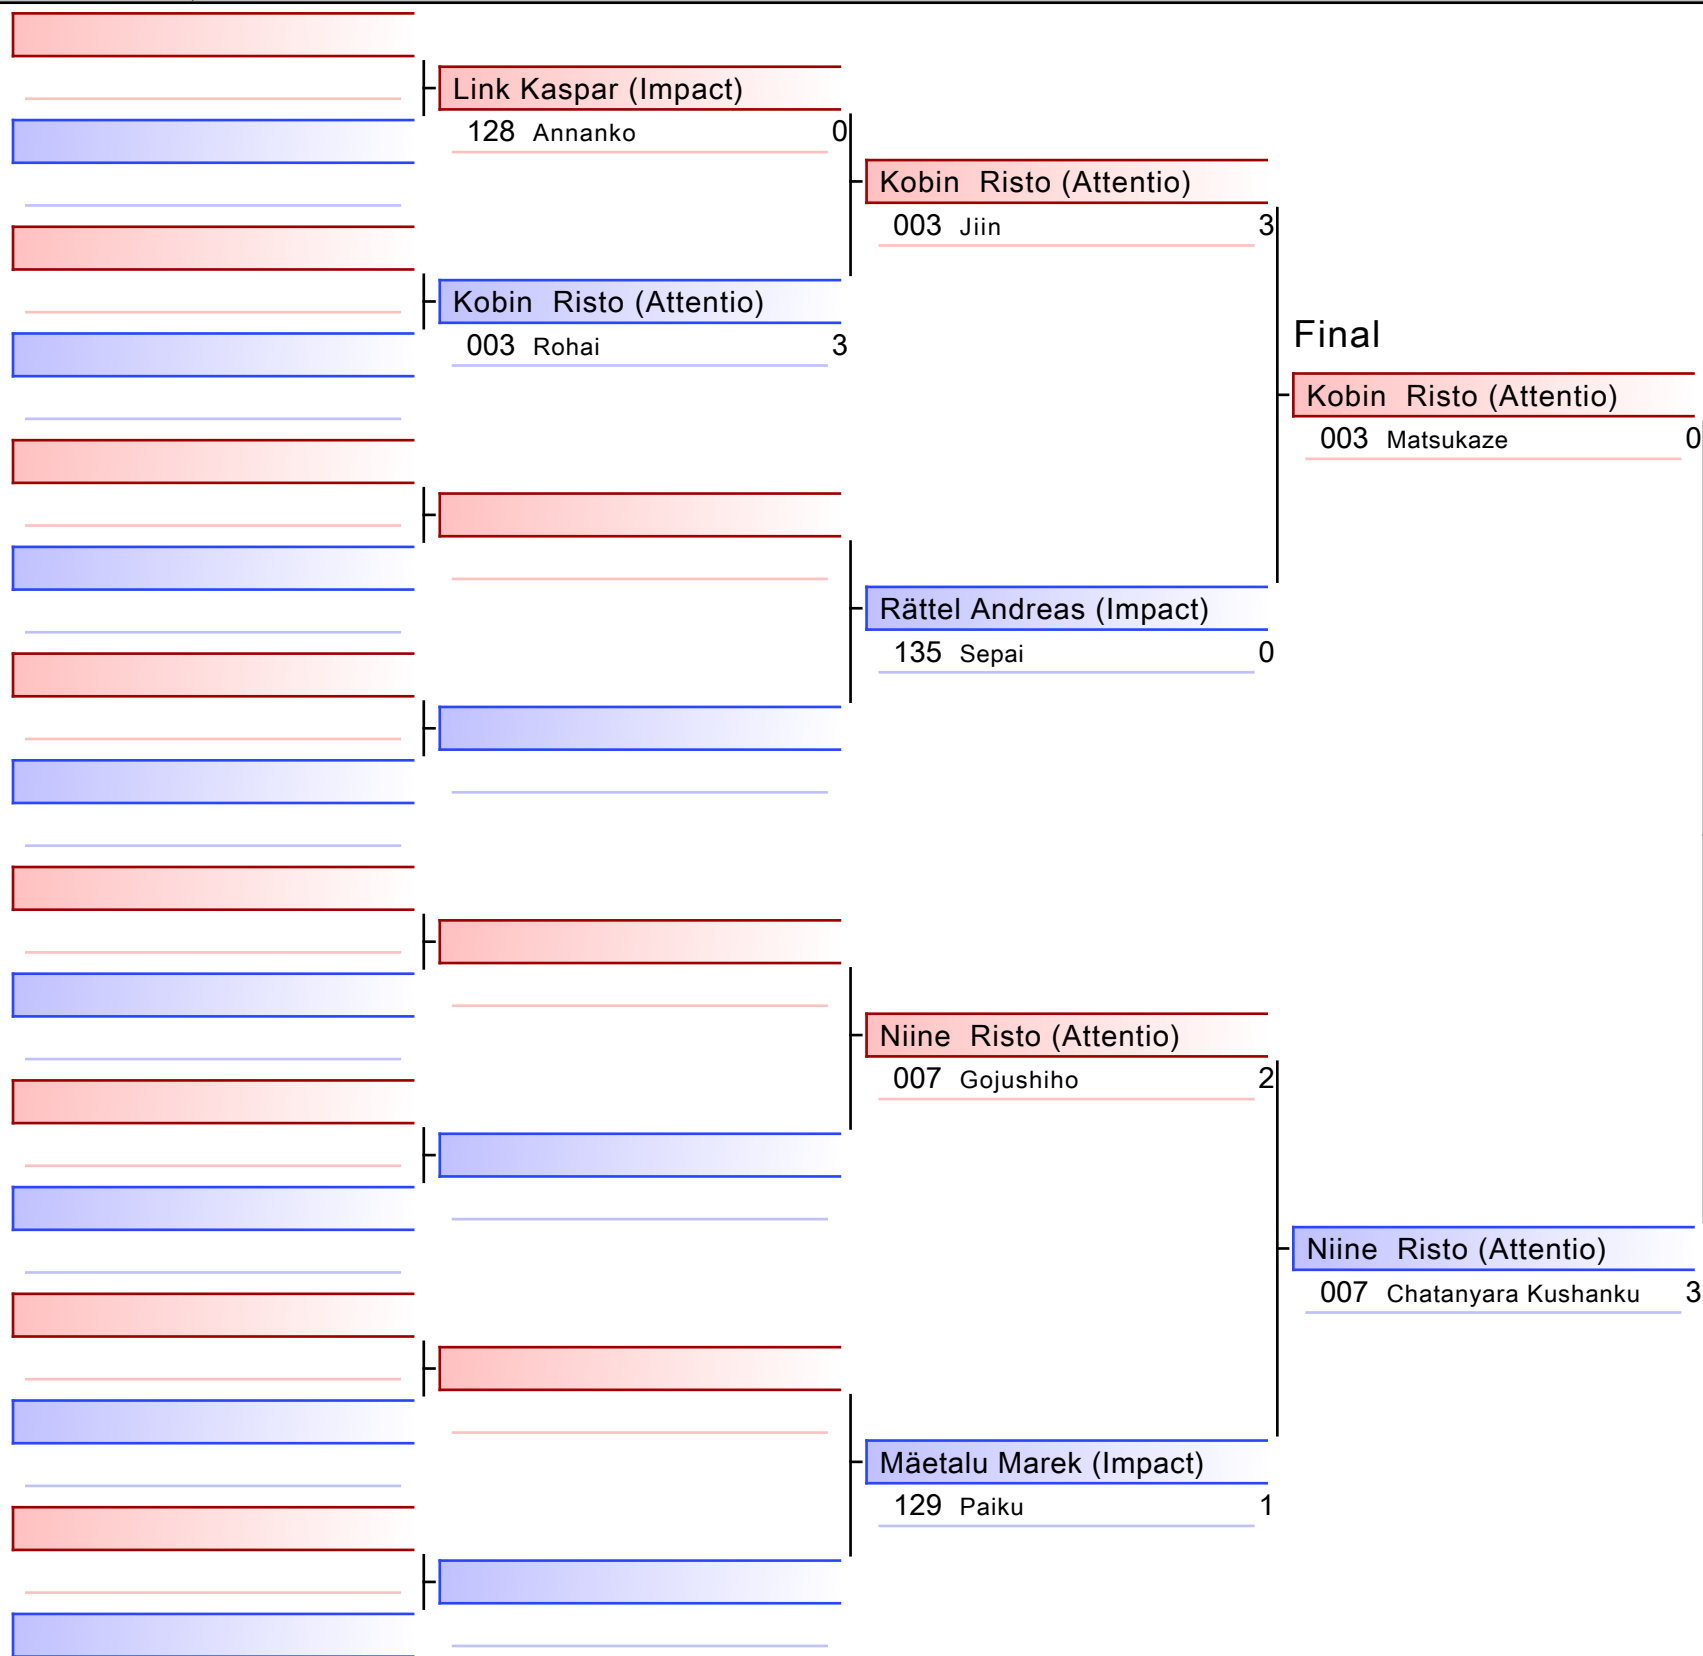 Link Kaspar (Impact)
128 Annanko 0
Kobin Risto (Attentio)
003 Rohai 3
Kobin Risto (Attentio)
003 Jiin 3
Rättel Andreas (Impact)
135 Sepai 0
Niine Risto (Attentio)
007 Gojushiho 2
Mäetalu Marek (Impact)
129 Paiku 1
Final
Kobin Risto (Attentio)
003 Matsukaze 0
Niine Risto (Attentio)
007 Chatanyara Kushanku 3